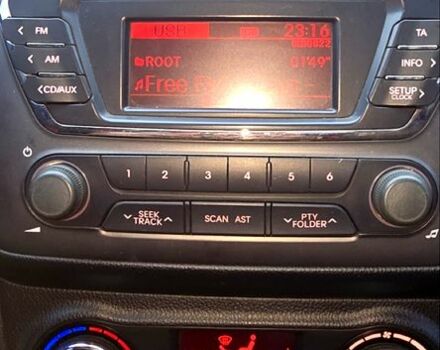 FM
USB
23:16
TA
AM
ROOT
01'49"
INFO
CD/AUX
Free
SETUP
CLOCK
1 2 3 4 5 6
SEEK
TRACK
SCAN AST
PTY
FOLDER